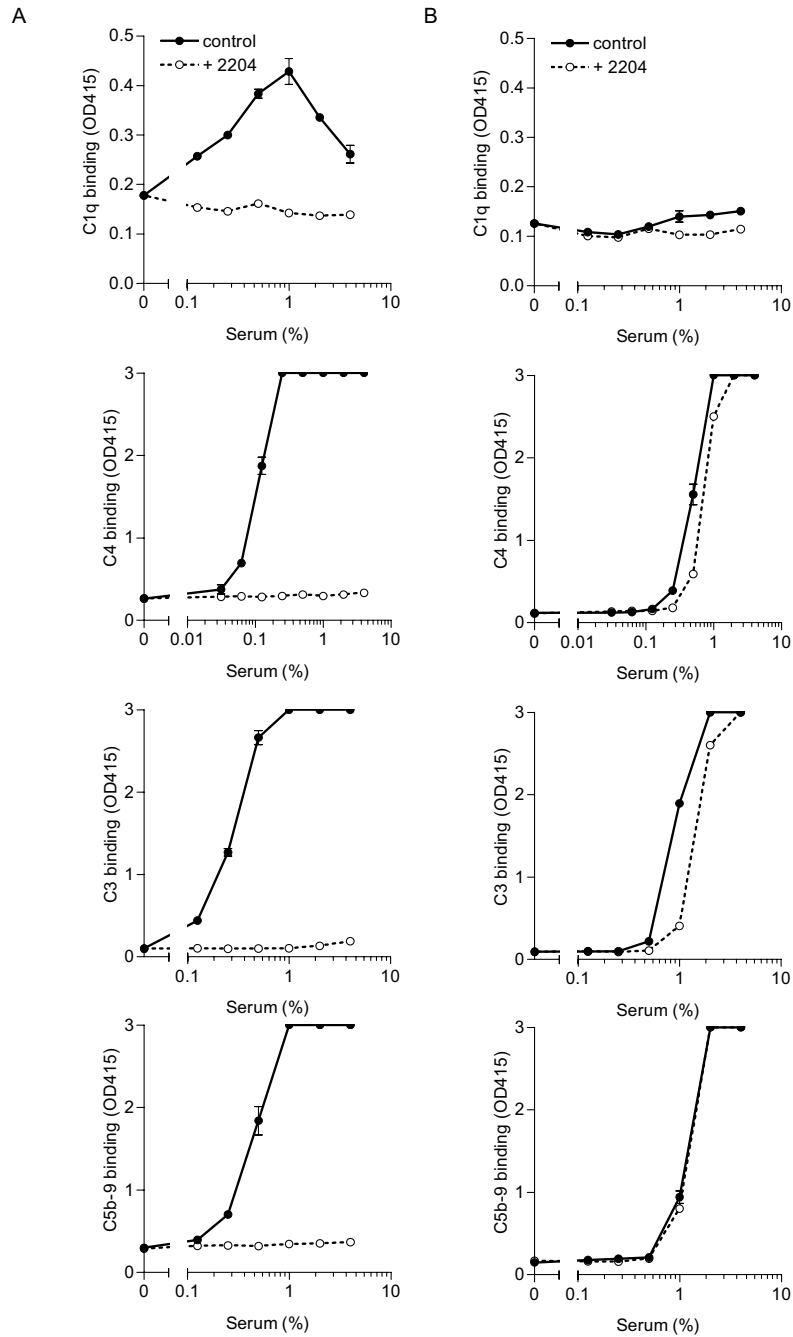 A
C1q binding (OD415)
0.5
0.4
0.3
0.2
0.1
0.0
control
+ 2204
0 0.1 1 10
Serum (%)
B
C1q binding (OD415)
0.5
0.4
0.3
0.2
0.1
0.0
control
+ 2204
0 0.1 1 10
Serum (%)
C4 binding (OD415)
3
2
1
0
0 0.01 0.1 1 10
Serum (%)
C4 binding (OD415)
3
2
1
0
0 0.01 0.1 1 10
Serum (%)
C3 binding (OD415)
3
2
1
0
0 0.1 1 10
Serum (%)
C3 binding (OD415)
3
2
1
0
0 0.1 1 10
Serum (%)
C5b-9 binding (OD415)
3
2
1
0
0 0.1 1 10
Serum (%)
C5b-9 binding (OD415)
3
2
1
0
0 0.1 1 10
Serum (%)